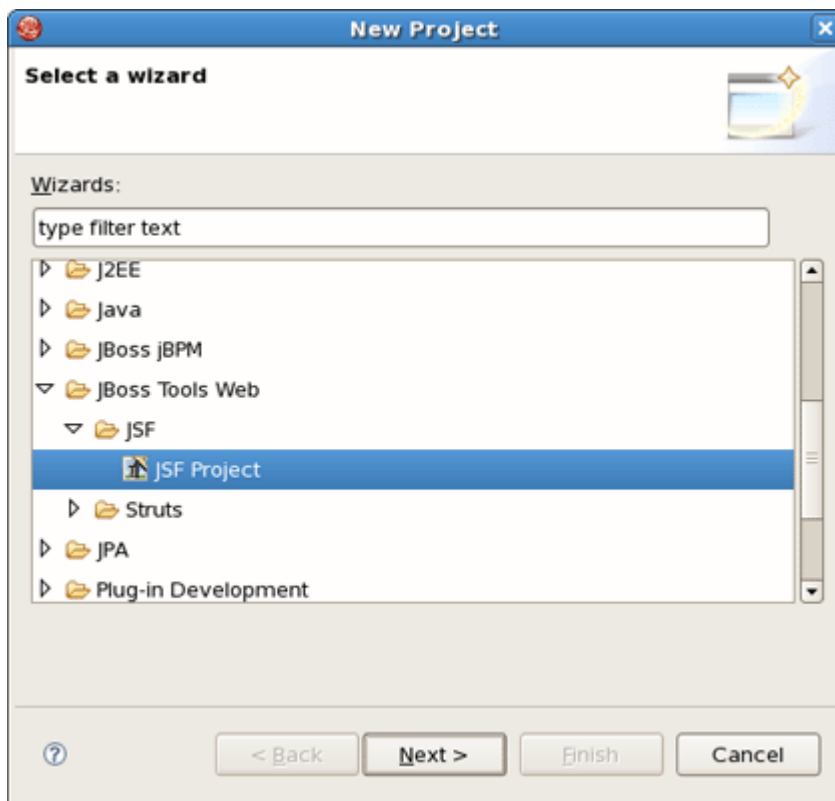 New Project
Select a wizard
Wizards:
type filter text
J2EE
Java
JBoss jBPM
JBoss Tools Web
JSF
JSF Project
Struts
JPA
Plug-in Development
?
< Back Next > Finish Cancel